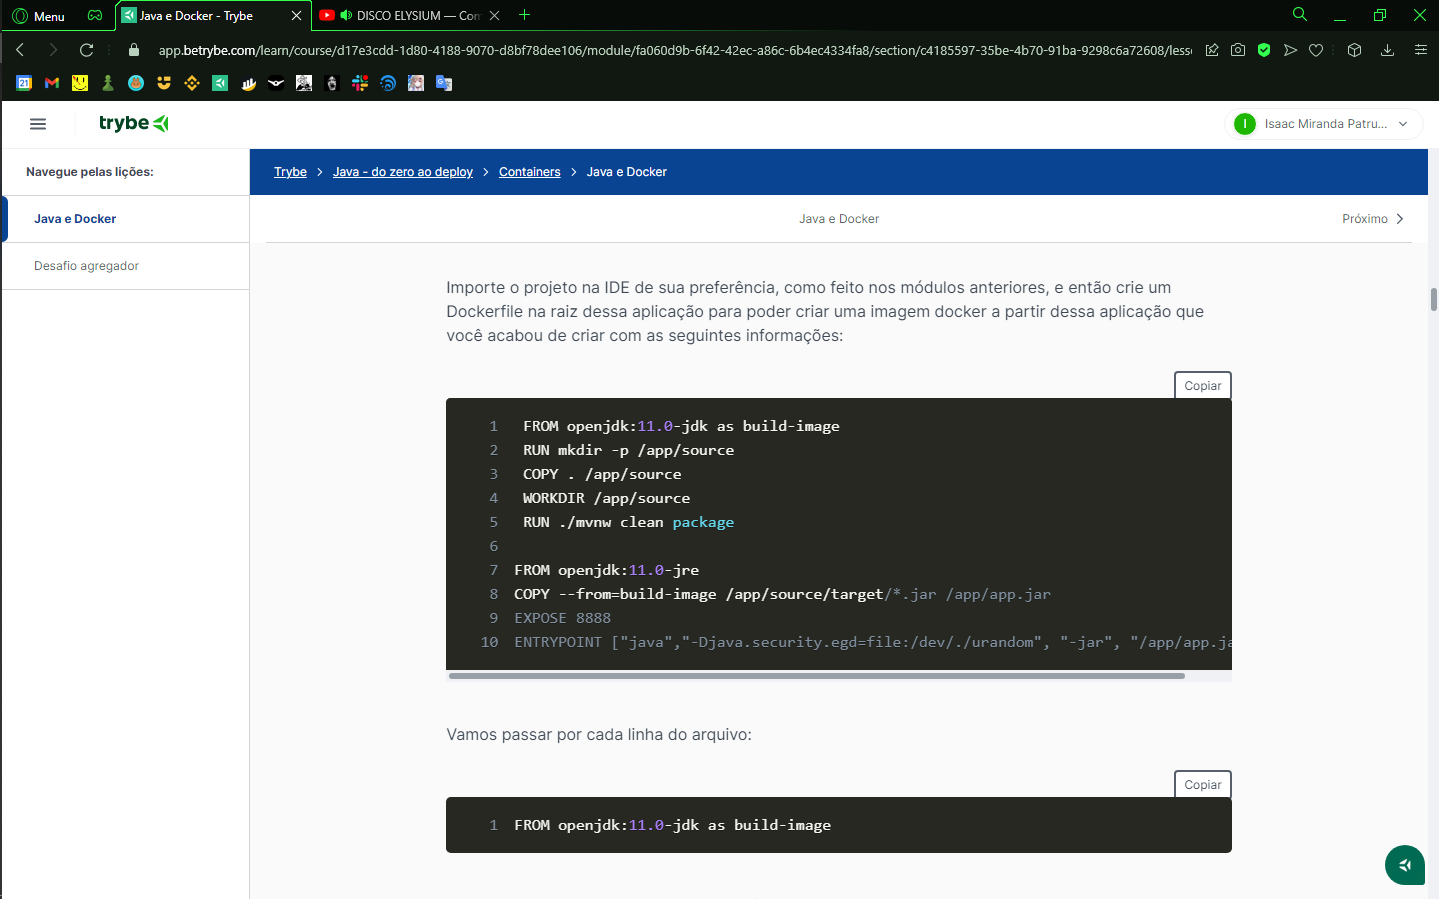 Menu
Java e Docker - Trybe
DISCO ELYSIUM — Con
app.betrybe.com/learn/course/d17e3cdd-1d80-4188-9070-d8bf78dee106/module/fa060d9b-6f42-42ec-a86c-6b4ec4334fa8/section/c4185597-35be-4b70-91ba-9298c6a72608/less
trybe
I
Isaac Miranda Patru...
Navegue pelas lições:
Trybe > Java - do zero ao deploy > Containers > Java e Docker
Java e Docker
Desafio agregador
Java e Docker
Próximo
Importe o projeto na IDE de sua preferência, como feito nos módulos anteriores, e então crie um
Dockerfile na raiz dessa aplicação para poder criar uma imagem docker a partir dessa aplicação que
você acabou de criar com as seguintes informações:
Copiar
1 FROM openjdk:11.0-jdk as build-image
2 RUN mkdir -p /app/source
3 COPY . /app/source
4 WORKDIR /app/source
5 RUN ./mvnw clean package
6
7 FROM openjdk:11.0-jre
8 COPY --from=build-image /app/source/target/*.jar /app/app.jar
9 EXPOSE 8888
10 ENTRYPOINT ["java","-Djava.security.egd=file:/dev/./urandom", "-jar", "/app/app.ja
Vamos passar por cada linha do arquivo:
Copiar
1 FROM openjdk:11.0-jdk as build-image